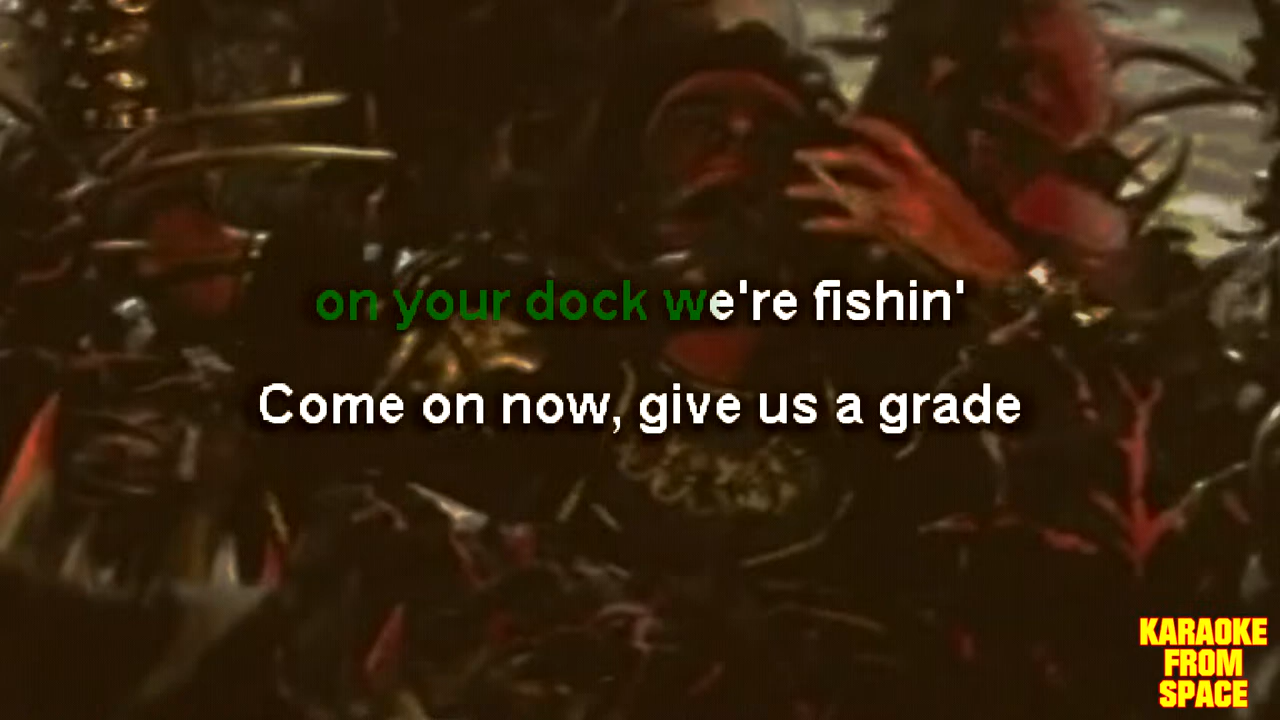 on your dock we're fishin'
Come on now, give us a grade
KARAOKE
FROM
SPACE